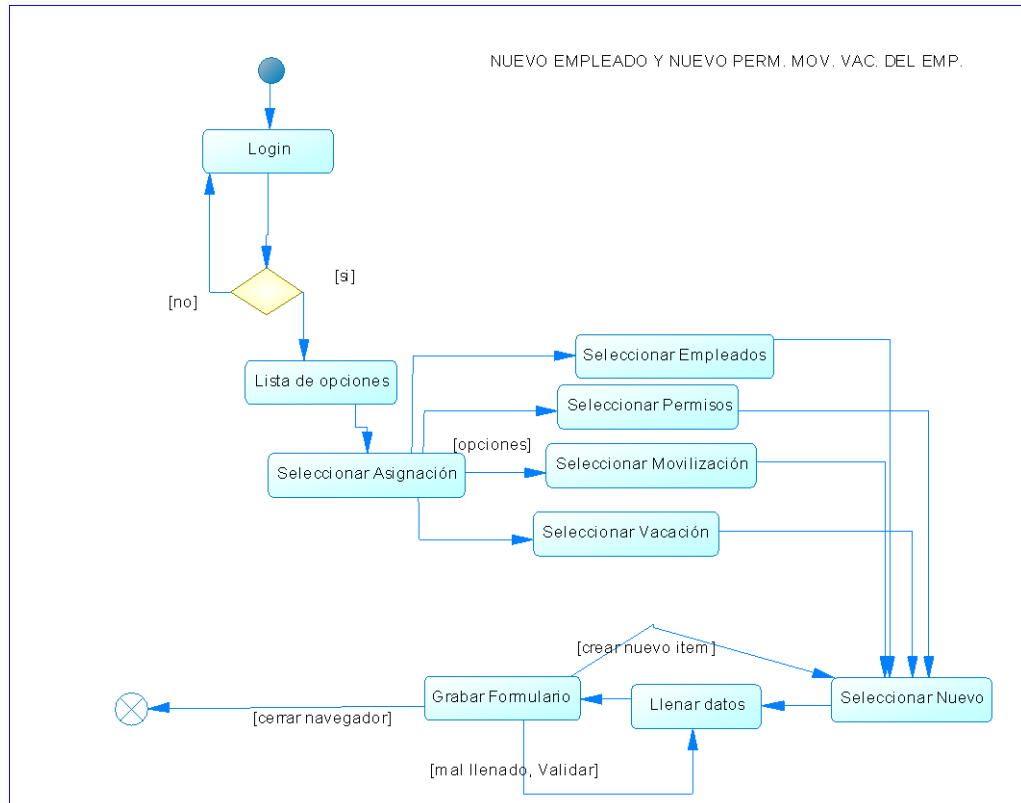 NUEVO EMPLEADO Y NUEVO PERM. MOV. VAC. DEL EMP.
Login
[si]
[no]
Seleccionar Empleados
Lista de opciones
Seleccionar Permisos
[opciones]
Seleccionar Movilización
Seleccionar Asignación
Seleccionar Vacación
[crear nuevo item]
Grabar Formulario
Llenar datos
Seleccionar Nuevo
[cerrar navegador]
[mal llenado, Validar]